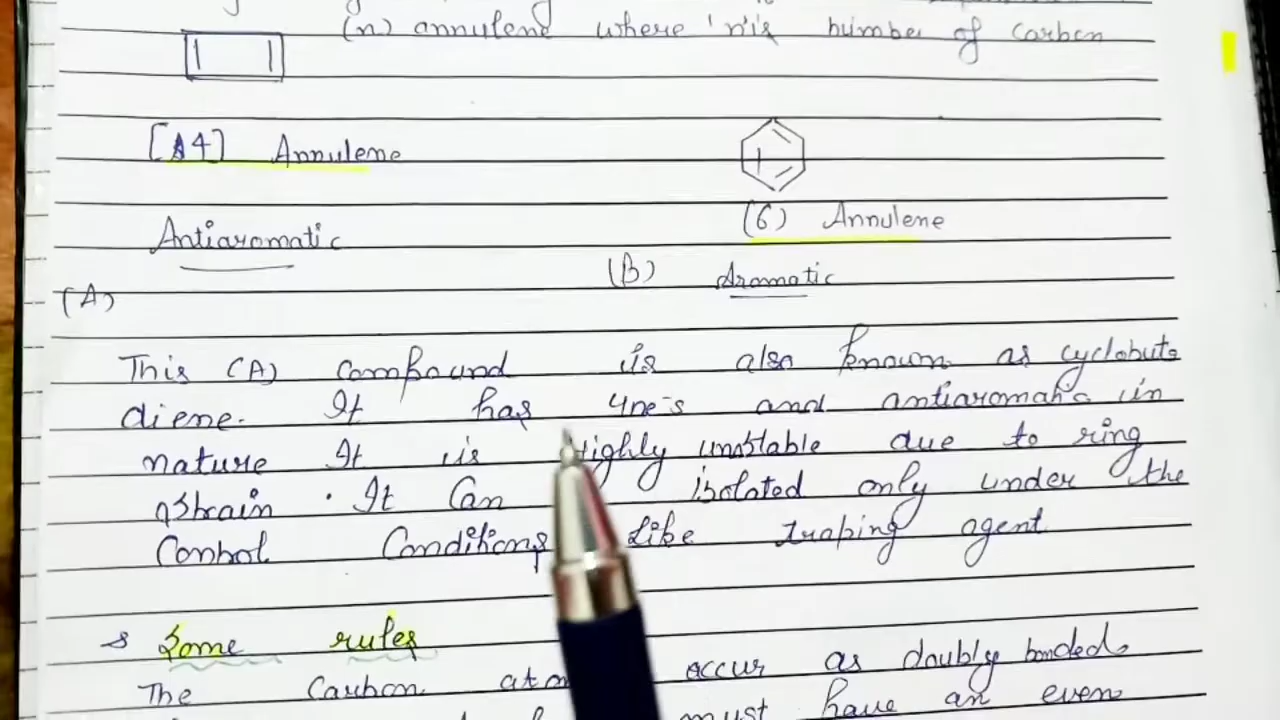 (n) annulene where 'n' is number of carbon
[14] Annulene
(6) Annulene
Antiaromatic
(B) Aromatic
(A)
This (A) compound is also known as cyclobuta
diene. It has 4πe-s and antiaromatic in
nature It is highly unstable due to ring
strain. It Can isolated only under the
Control Conditions like traping agent
Some rules
The Carbon occur as doubly bonded
must have an even